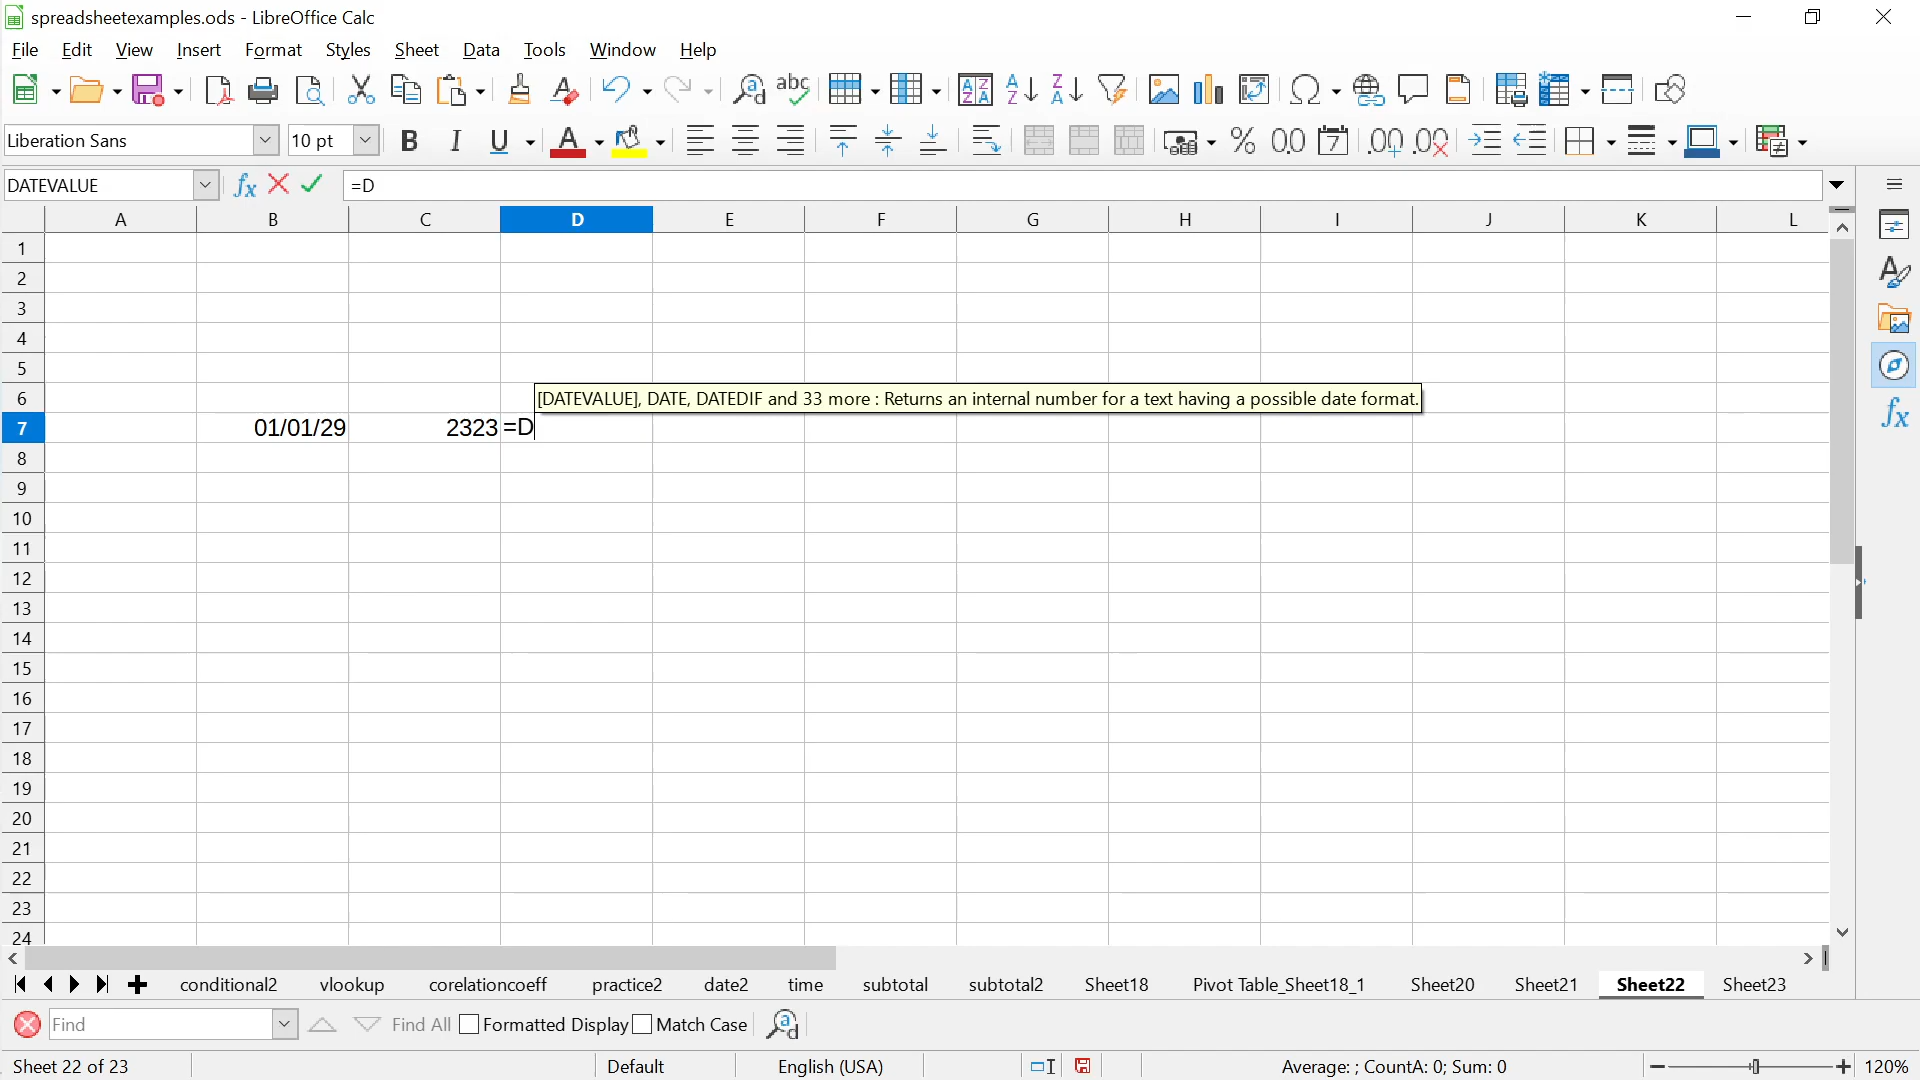 spreadsheetexamples.ods - LibreOffice Calc
File Edit View Insert Format Styles Sheet Data Tools Window Help
Liberation Sans 10 pt
DATEVALUE =D
A B C D E F G H I J K L
1
2
3
4
5
6 [DATEVALUE], DATE, DATEDIF and 33 more : Returns an internal number for a text having a possible date format.
7 01/01/29 2323 =D
8
9
10
11
12
13
14
15
16
17
18
19
20
21
22
23
24
conditional2 vlookup corelationcoeff practice2 date2 time subtotal subtotal2 Sheet18 Pivot Table_Sheet18_1 Sheet20 Sheet21 Sheet22 Sheet23
Find Find All Formatted Display Match Case
Sheet 22 of 23 Default English (USA) Average: ; CountA: 0; Sum: 0 120%